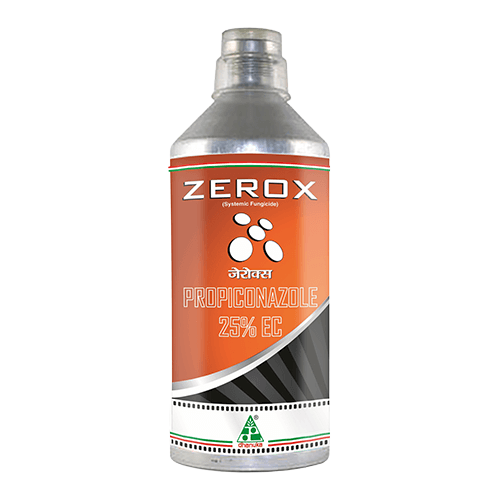 ZEROX
(Systemic Fungicide)
जेरोक्स
PROPICONAZOLE
25% EC
dhanuka